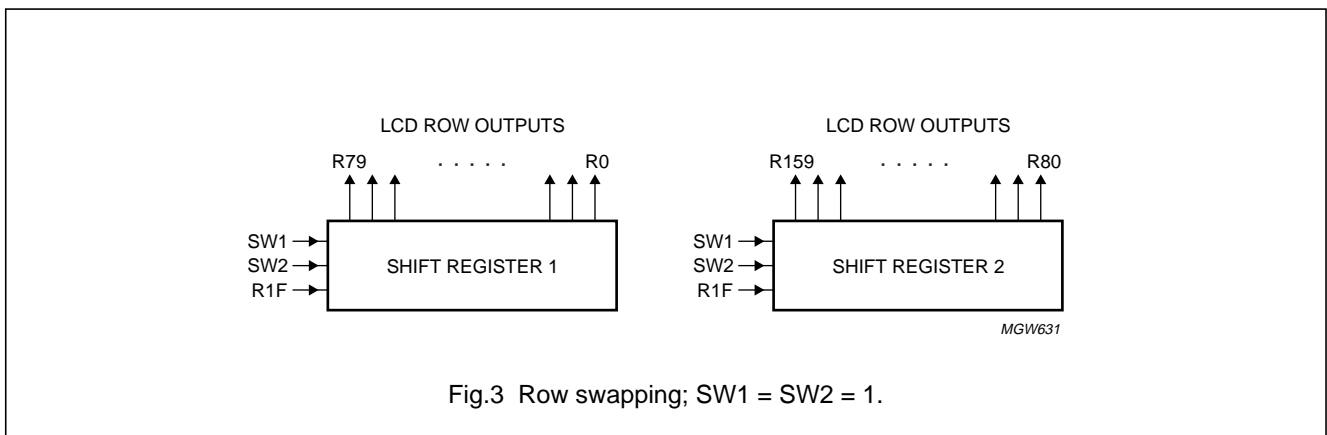 LCD ROW OUTPUTS
R79 . . . . . R0
SW1
SW2
R1F
SHIFT REGISTER 1
LCD ROW OUTPUTS
R159 . . . . . R80
SW1
SW2
R1F
SHIFT REGISTER 2
MGW631
Fig.3 Row swapping; SW1 = SW2 = 1.